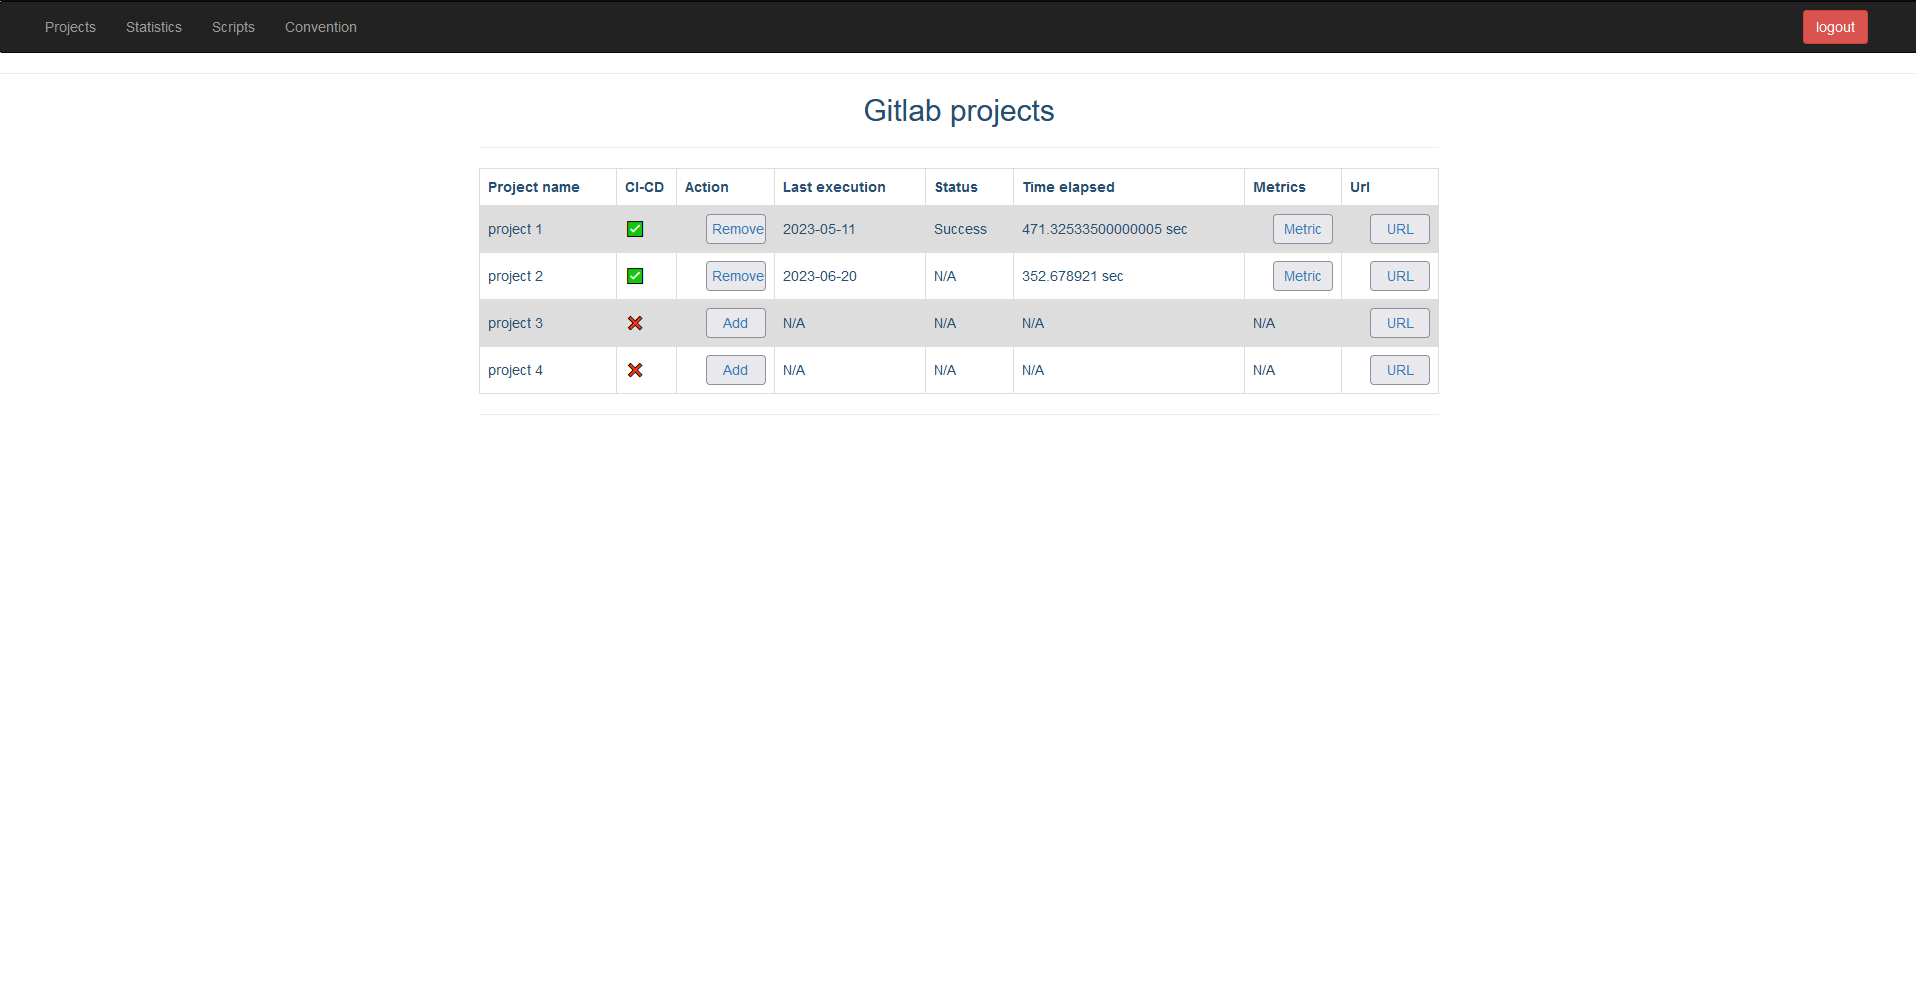 Projects Statistics Scripts Convention logout
Gitlab projects
Project name CI-CD Action Last execution Status Time elapsed Metrics Url
project 1 Remove 2023-05-11 Success 471.32533500000005 sec Metric URL
project 2 Remove 2023-06-20 N/A 352.678921 sec Metric URL
project 3 Add N/A N/A N/A N/A URL
project 4 Add N/A N/A N/A N/A URL